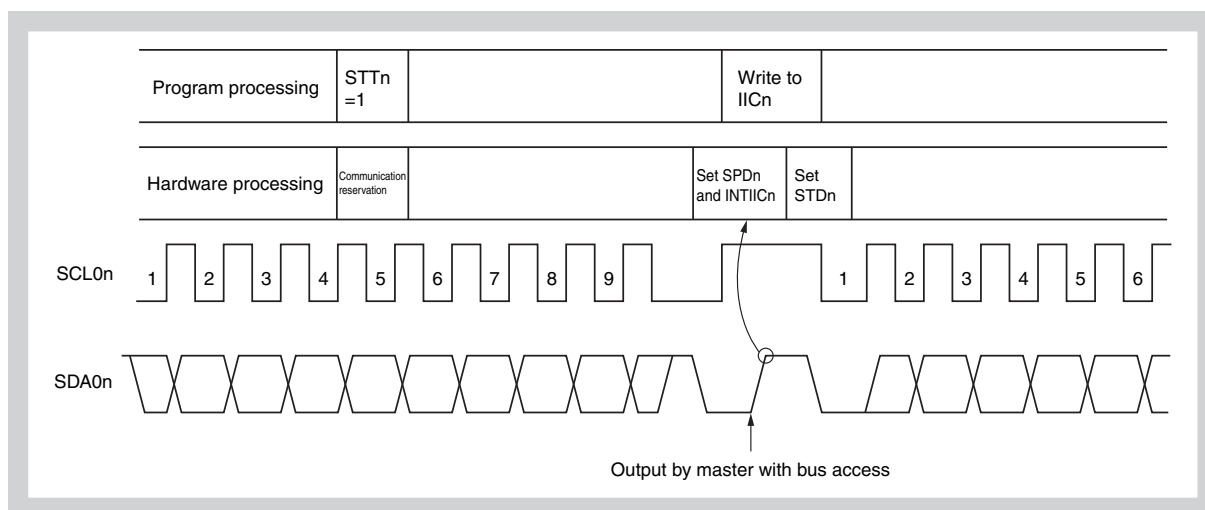 Program processing
STTn
=1
Write to
IICn
Hardware processing
Communication
reservation
Set SPDn
and INTIICn
Set
STDn
SCL0n
1 2 3 4 5 6 7 8 9 1 2 3 4 5 6
SDA0n
Output by master with bus access